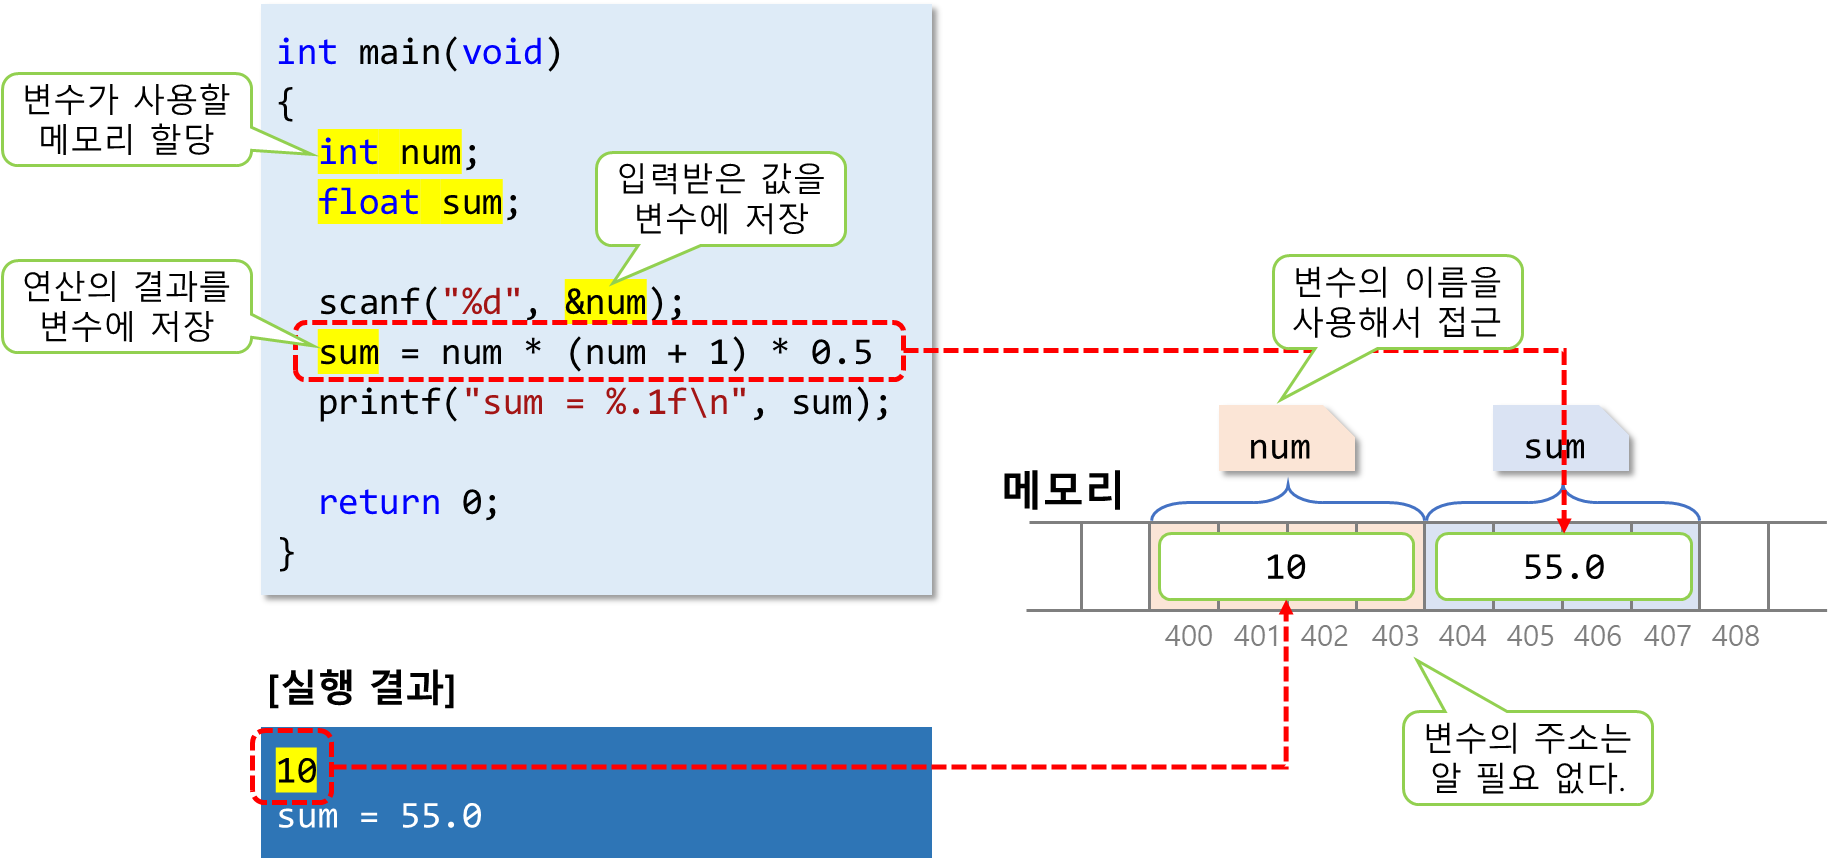 int main(void)
{
변수가 사용할
메모리 할당
int num;
float sum;
입력받은 값을
변수에 저장
연산의 결과를
변수에 저장
scanf("%d", &num);
sum = num * (num + 1) * 0.5
printf("sum = %.1f\n", sum);
return 0;
}
변수의 이름을
사용해서 접근
num sum
메모리
10 55.0
400 401 402 403 404 405 406 407 408
변수의 주소는
알 필요 없다.
[실행 결과]
10
sum = 55.0